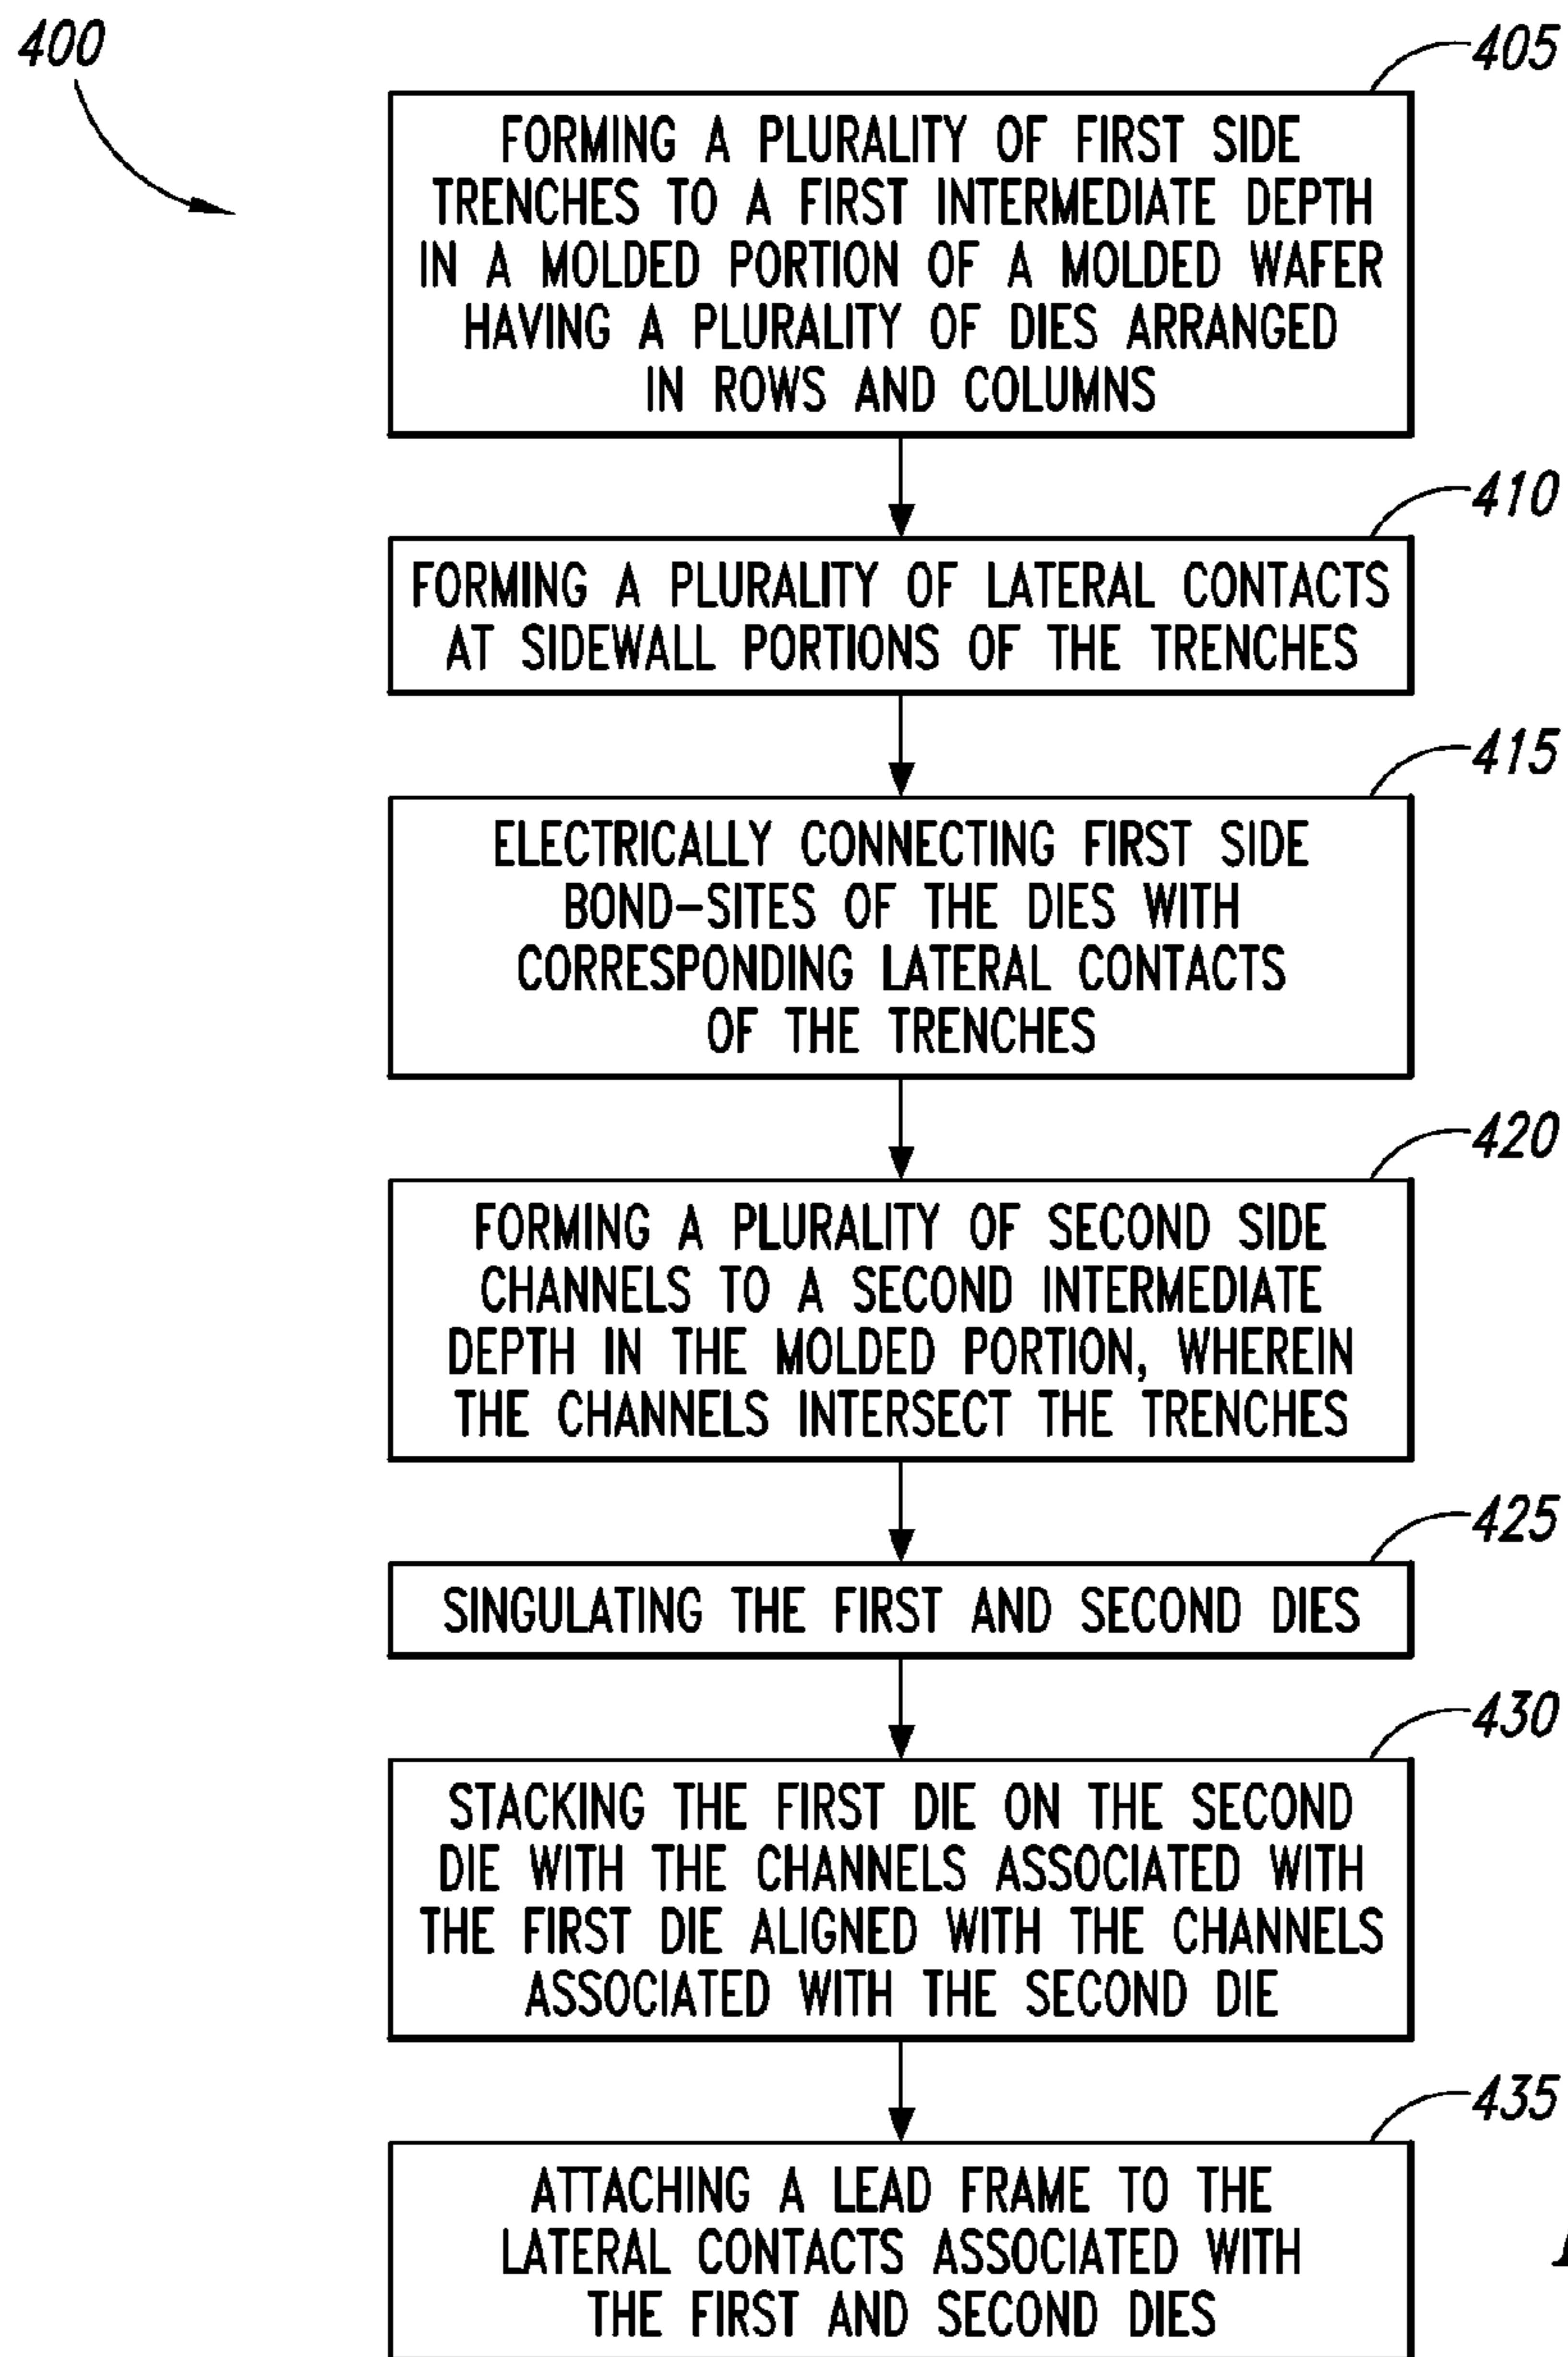 400
405
FORMING A PLURALITY OF FIRST SIDE
TRENCHES TO A FIRST INTERMEDIATE DEPTH
IN A MOLDED PORTION OF A MOLDED WAFER
HAVING A PLURALITY OF DIES ARRANGED
IN ROWS AND COLUMNS
410
FORMING A PLURALITY OF LATERAL CONTACTS
AT SIDEWALL PORTIONS OF THE TRENCHES
415
ELECTRICALLY CONNECTING FIRST SIDE
BOND-SITES OF THE DIES WITH
CORRESPONDING LATERAL CONTACTS
OF THE TRENCHES
420
FORMING A PLURALITY OF SECOND SIDE
CHANNELS TO A SECOND INTERMEDIATE
DEPTH IN THE MOLDED PORTION, WHEREIN
THE CHANNELS INTERSECT THE TRENCHES
425
SINGULATING THE FIRST AND SECOND DIES
430
STACKING THE FIRST DIE ON THE SECOND
DIE WITH THE CHANNELS ASSOCIATED WITH
THE FIRST DIE ALIGNED WITH THE CHANNELS
ASSOCIATED WITH THE SECOND DIE
435
ATTACHING A LEAD FRAME TO THE
LATERAL CONTACTS ASSOCIATED WITH
THE FIRST AND SECOND DIES